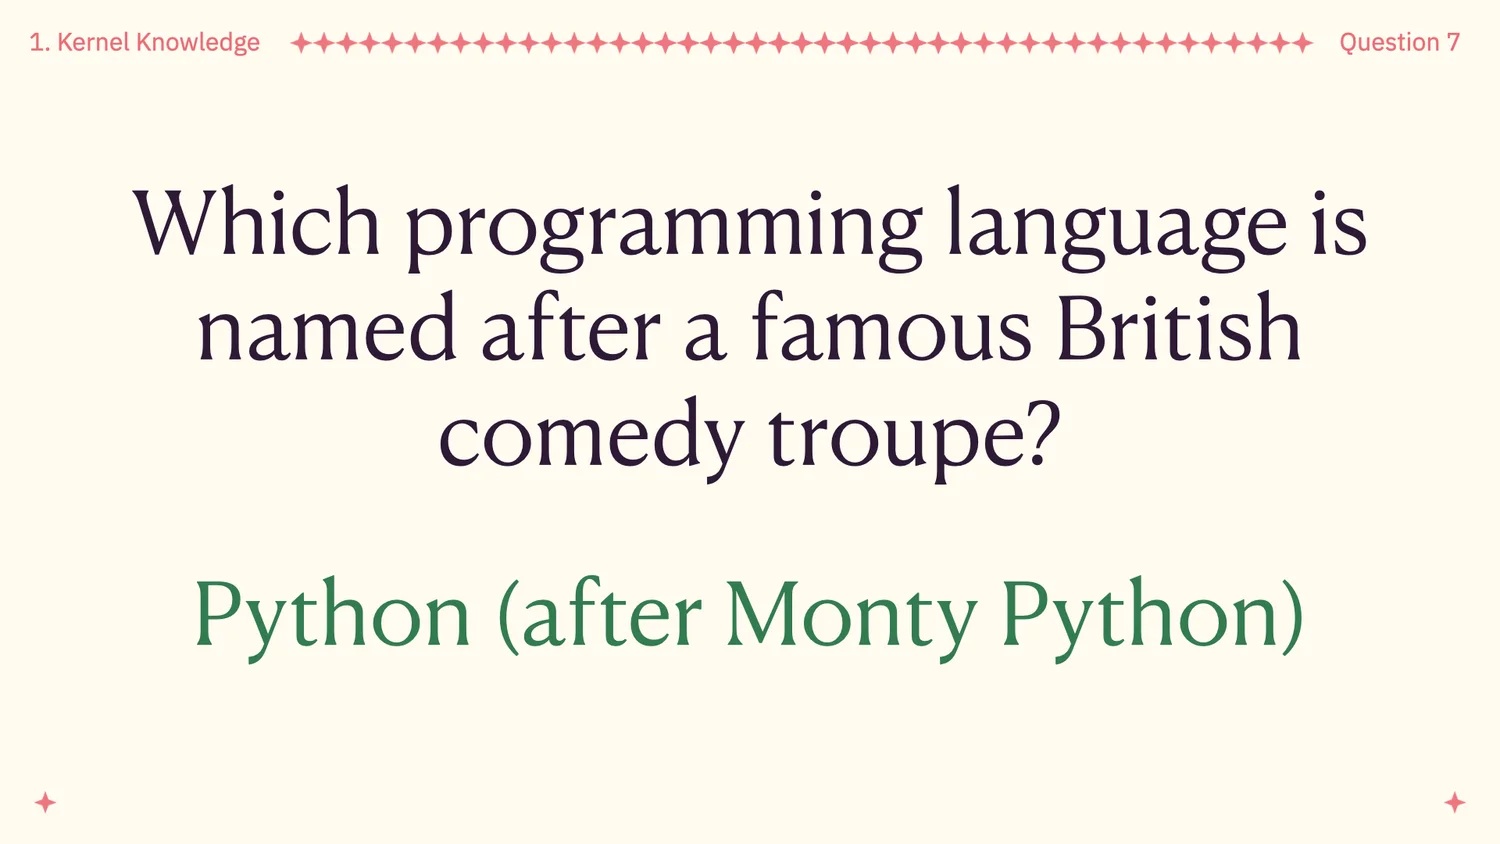 1. Kernel Knowledge
Question 7
Which programming language is
named after a famous British
comedy troupe?
Python (after Monty Python)